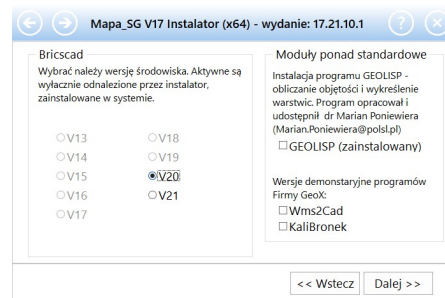 Mapa_SG V17 Instalator (x64) - wydanie: 17.21.10.1
Bricscad
Wybrać należy wersję środowiska. Aktywne są
wyłacznie odnalezione przez instalator,
zainstalowane w systemie.
V13
V18
V14
V19
V15
V20
V16
V21
V17
Moduły ponad standardowe
Instalacja programu GEOLISP -
obliczanie objętości i wykreślenie
warstwic. Program opracował i
udostępnił dr Marian Poniewiera
(Marian.Poniewiera@polsl.pl)
GEOLISP (zainstalowany)
Wersje demonstaryjne programów
Firmy GeoX:
Wms2Cad
KaliBronek
<< Wstecz
Dalej >>